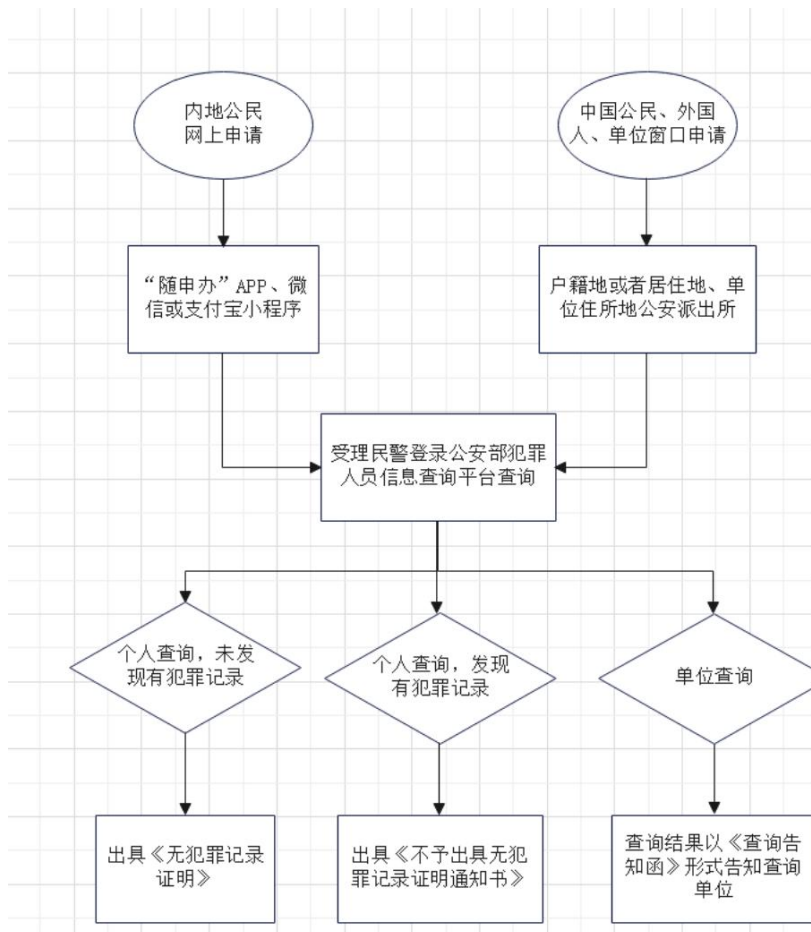 内地公民
网上申请
中国公民、外国
人、单位窗口申请
“随申办”APP、微
信或支付宝小程序
户籍地或者居住地、单
位住所地公安派出所
受理民警登录公安部犯罪
人员信息查询平台查询
个人查询，未发
现有犯罪记录
个人查询，发现
有犯罪记录
单位查询
出具《无犯罪记录
证明》
出具《不予出具无犯
罪记录证明通知书》
查询结果以《查询告
知函》形式告知查询
单位